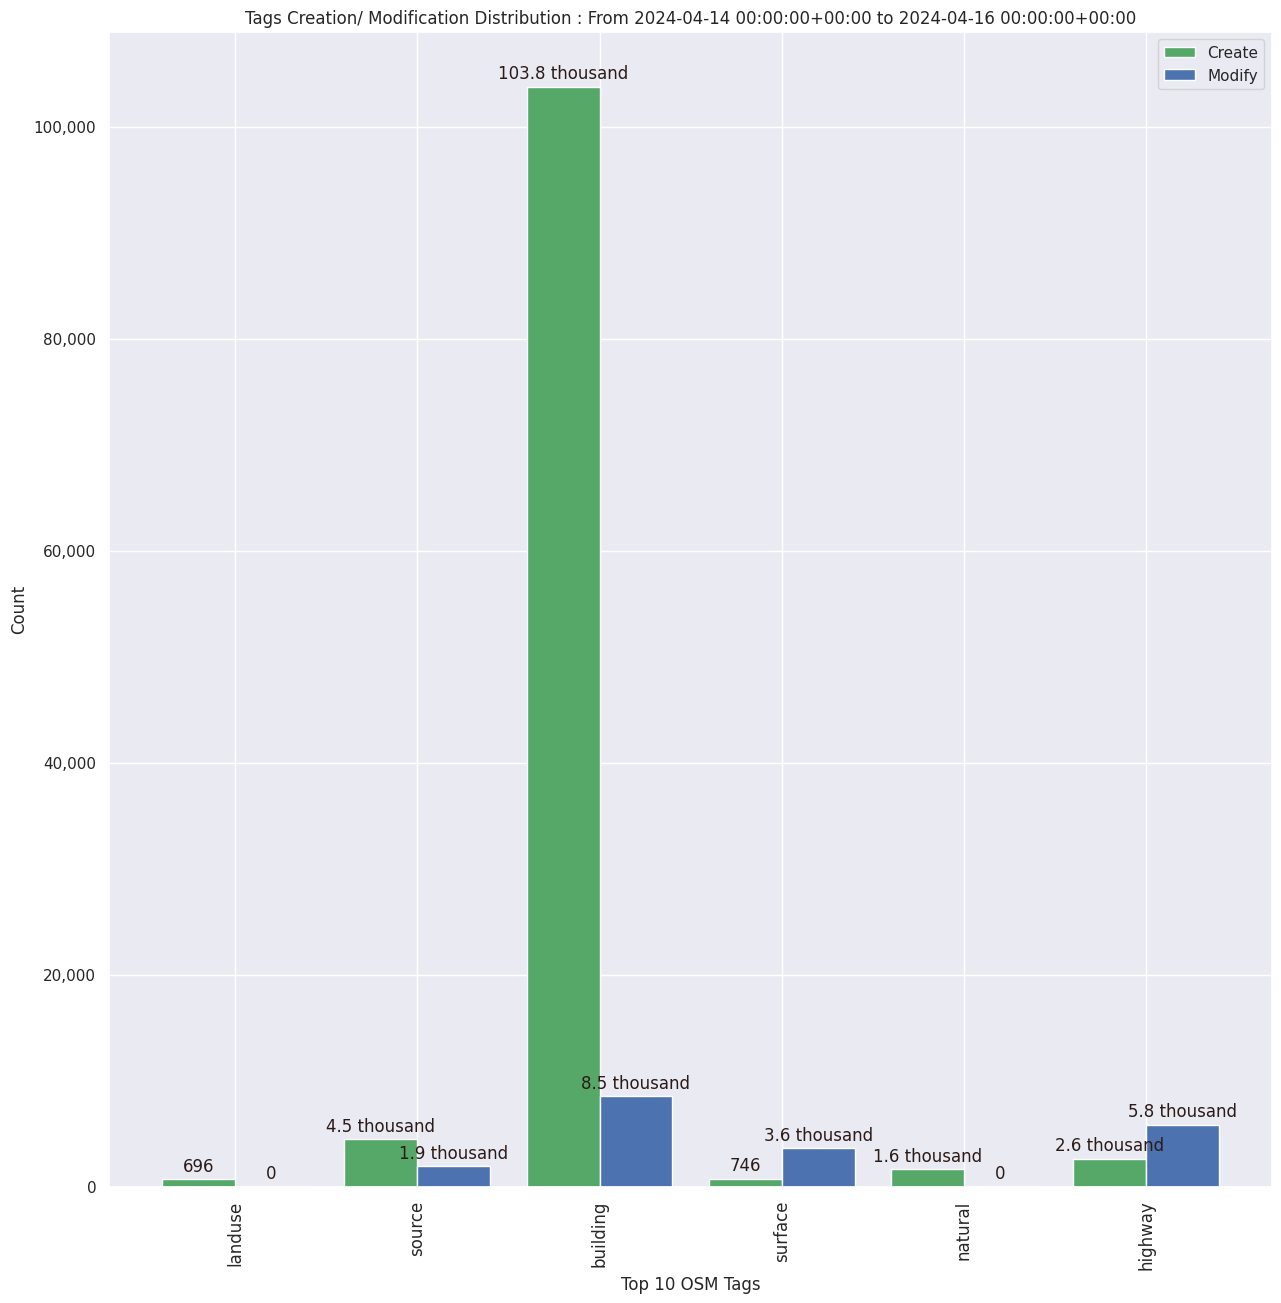 Tags Creation/ Modification Distribution : From 2024-04-14 00:00:00+00:00 to 2024-04-16 00:00:00+00:00
Create
Modify
103.8 thousand
100,000
80,000
60,000
Count
40,000
20,000
8.5 thousand
5.8 thousand
4.5 thousand
3.6 thousand
2.6 thousand
1.9 thousand
1.6 thousand
696
0
746
0
0
landuse
source
building
surface
natural
highway
Top 10 OSM Tags